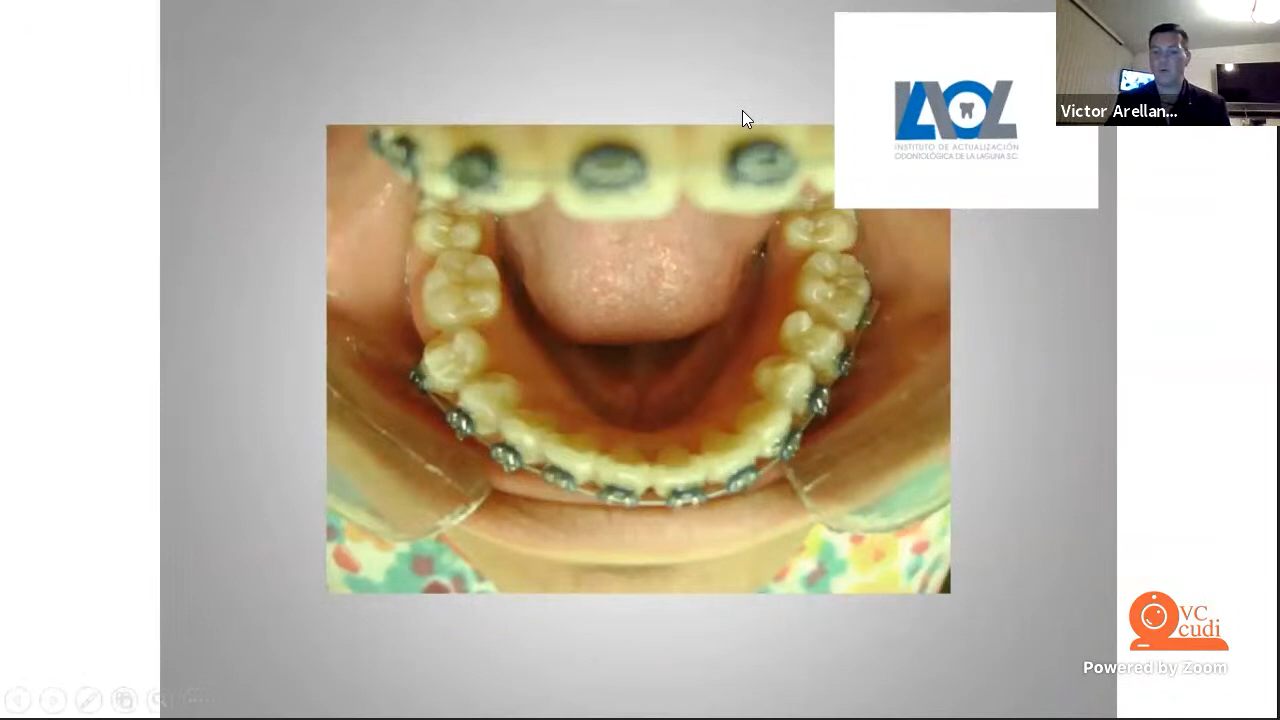 IAOL
INSTITUTO DE ACTUALIZACIÓN
ODONTOLÓGICA DE LA LAGUNA S.C.
Victor Arellan...
VC
cudi
Powered by Zoom